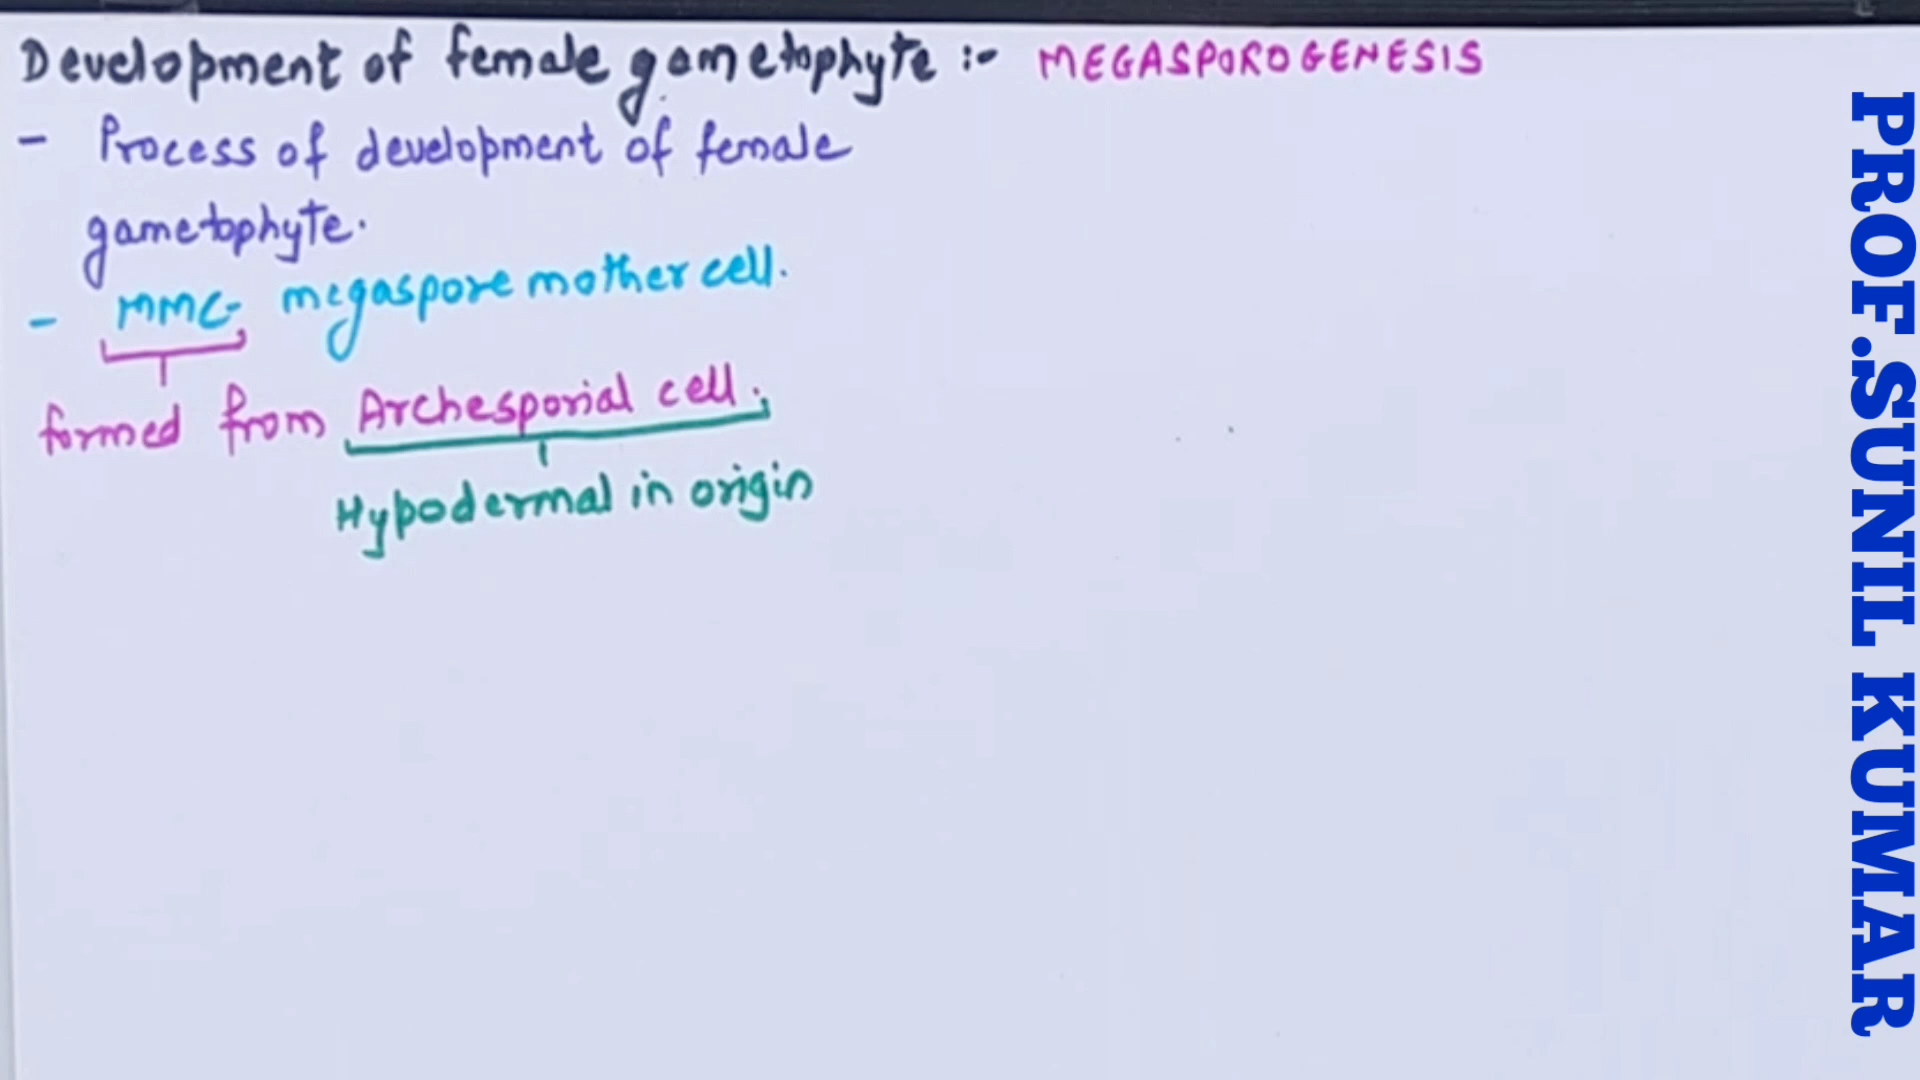 Development of female gametophyte :- MEGASPOROGENESIS
- Process of development of female
gametophyte.
- MMC- megaspore mother cell.
formed from Archesporial cell.
Hypodermal in origin
PROF.SUNIL KUMAR